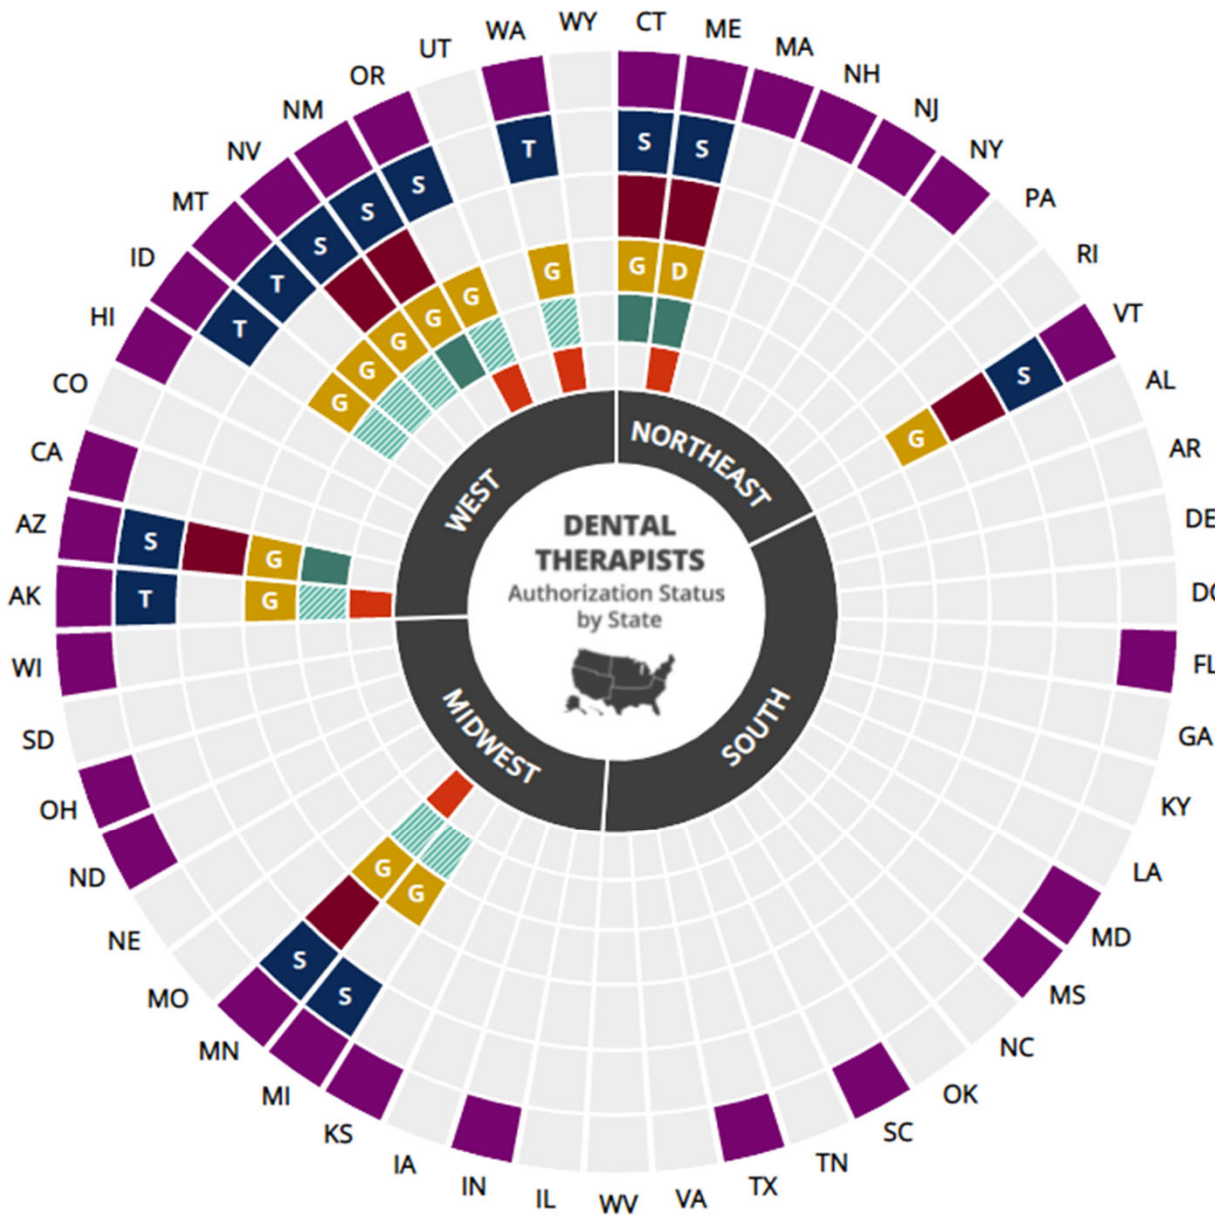 CT
ME
MA
NH
NJ
NY
PA
RI
VT
AL
AR
DE
DC
FL
GA
KY
LA
MD
MS
NC
OK
SC
TN
TX
VA
WV
IL
IN
IA
KS
MI
MN
MO
NE
ND
OH
SD
WI
AK
AZ
CA
CO
HI
ID
MT
NV
NM
OR
UT
WA
WY
S
S
G
D
S
G
S
S
G
G
T
G
S
G
T
T
S
S
S
G
G
G
G
T
G
NORTHEAST
SOUTH
MIDWEST
WEST
DENTAL
THERAPISTS
Authorization Status
by State